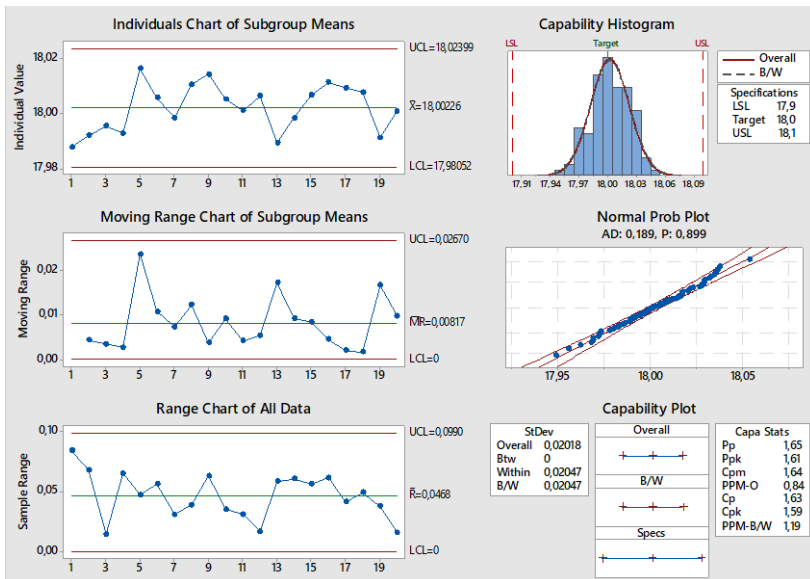 Individuals Chart of Subgroup Means
Individual Value
18,02
18,00
17,98
1 3 5 7 9 11 13 15 17 19
UCL=18,02399
X̿=18,00226
LCL=17,98052
Moving Range Chart of Subgroup Means
Moving Range
0,02
0,01
0,00
1 3 5 7 9 11 13 15 17 19
UCL=0,02670
M̅R̅=0,00817
LCL=0
Range Chart of All Data
Sample Range
0,10
0,05
0,00
1 3 5 7 9 11 13 15 17 19
UCL=0,0990
R̅=0,0468
LCL=0
Capability Histogram
LSL Target USL
17,91 17,94 17,97 18,00 18,03 18,06 18,09
Overall
B/W
Specifications
LSL 17,9
Target 18,0
USL 18,1
Normal Prob Plot
AD: 0,189, P: 0,899
17,95 18,00 18,05
Capability Plot
StDev
Overall 0,02018
Btw 0
Within 0,02047
B/W 0,02047
Overall
B/W
Specs
Capa Stats
Pp 1,65
Ppk 1,61
Cpm 1,64
PPM-O 0,84
Cp 1,63
Cpk 1,59
PPM-B/W 1,19